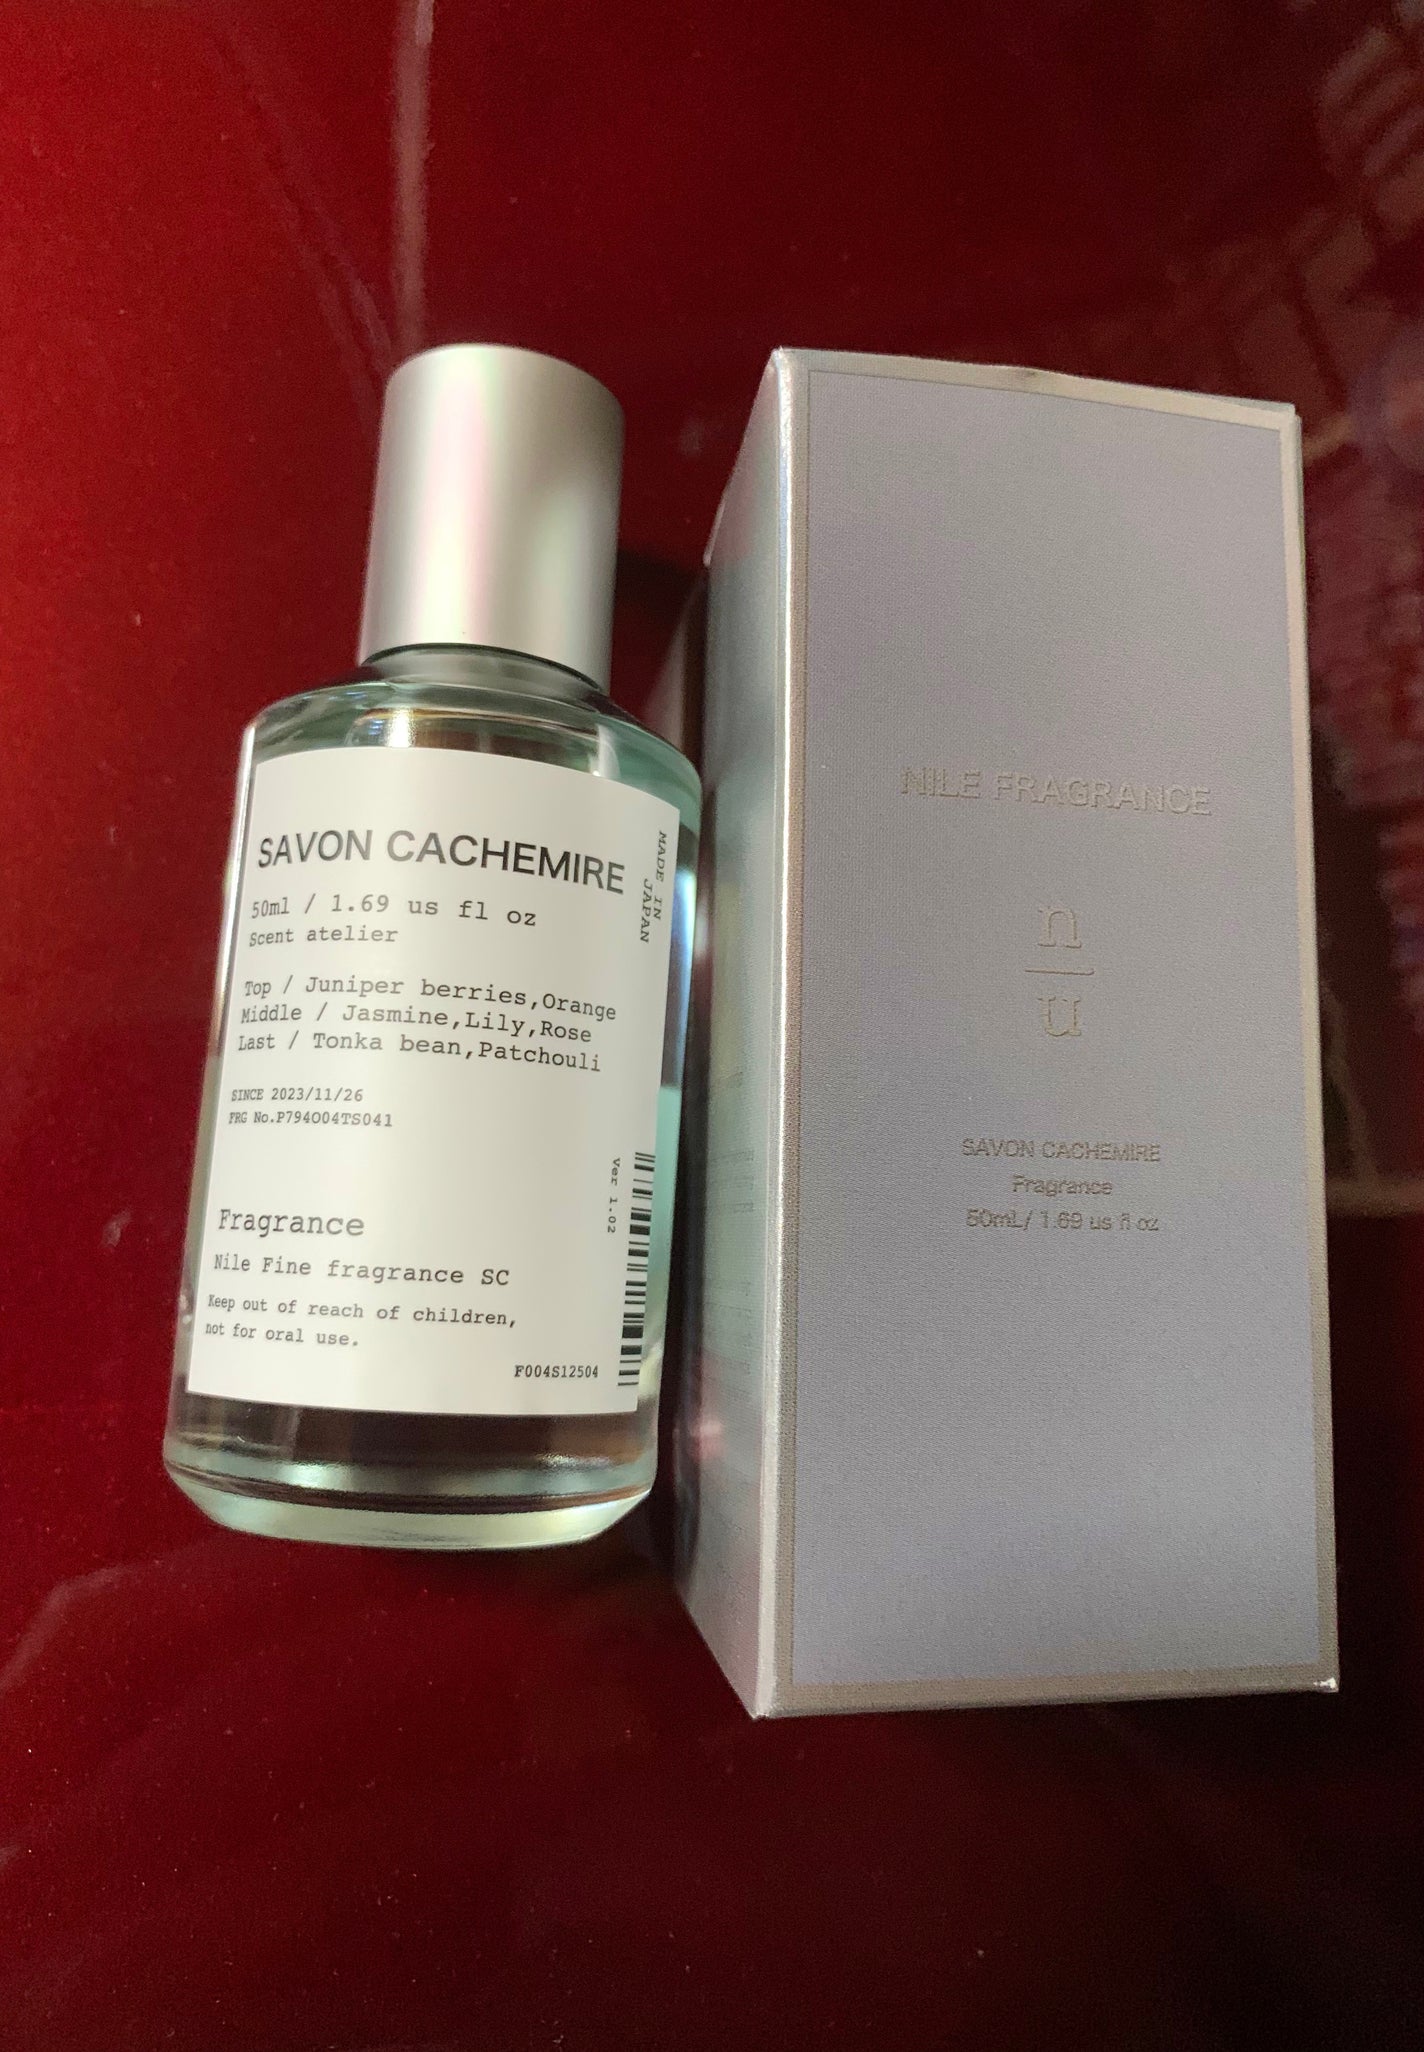 SAVON CACHEMIRE
50ml / 1.69 us fl oz
Scent atelier
MADE IN
JAPAN
Top / Juniper berries,Orange
Middle / Jasmine,Lily,Rose
Last / Tonka bean,Patchouli
SINCE 2023/11/26
FRG No.P794O04TS041
Ver 1.02
Fragrance
Nile Fine fragrance SC
Keep out of reach of children,
not for oral use.
F004S12504
NILE FRAGRANCE
n
u
SAVON CACHEMIRE
Fragrance
50mL/ 1.69 us fl oz